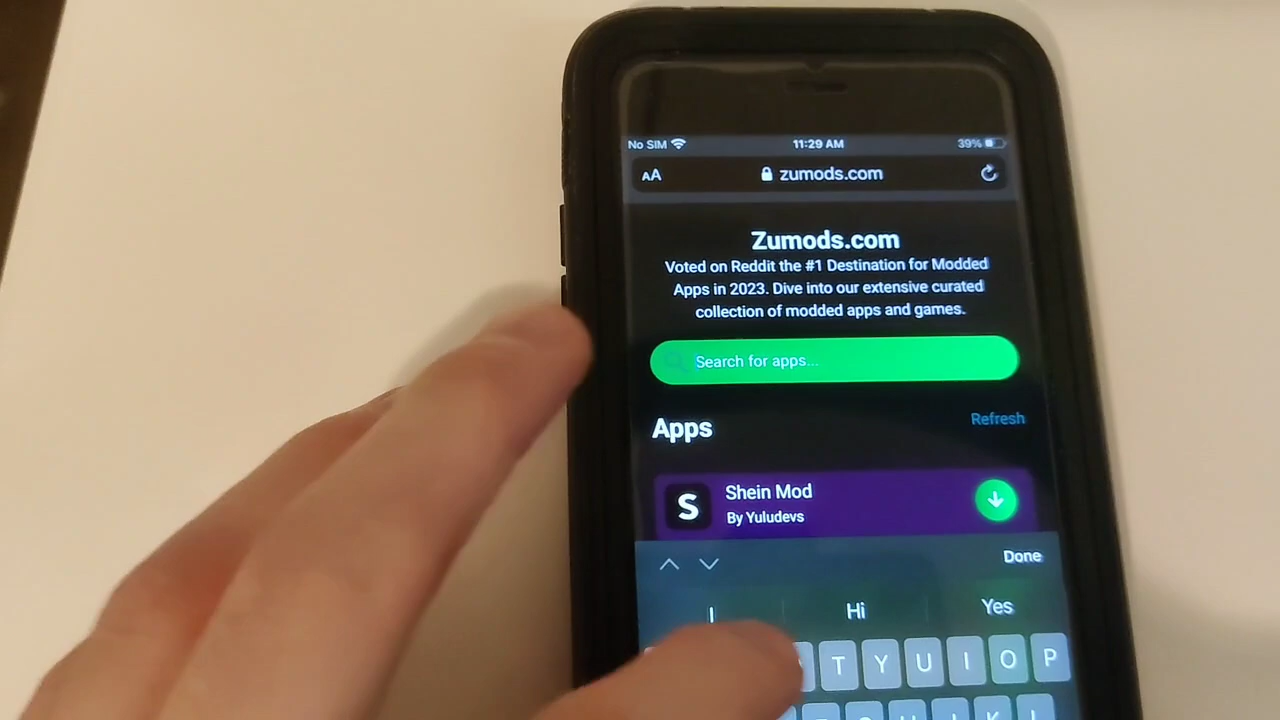 No SIM 11:29 AM 39%
AA zumods.com
Zumods.com
Voted on Reddit the #1 Destination for Modded
Apps in 2023. Dive into our extensive curated
collection of modded apps and games.
Search for apps...
Apps Refresh
S Shein Mod
By Yuludevs
Done
I Hi Yes
T Y U I O P